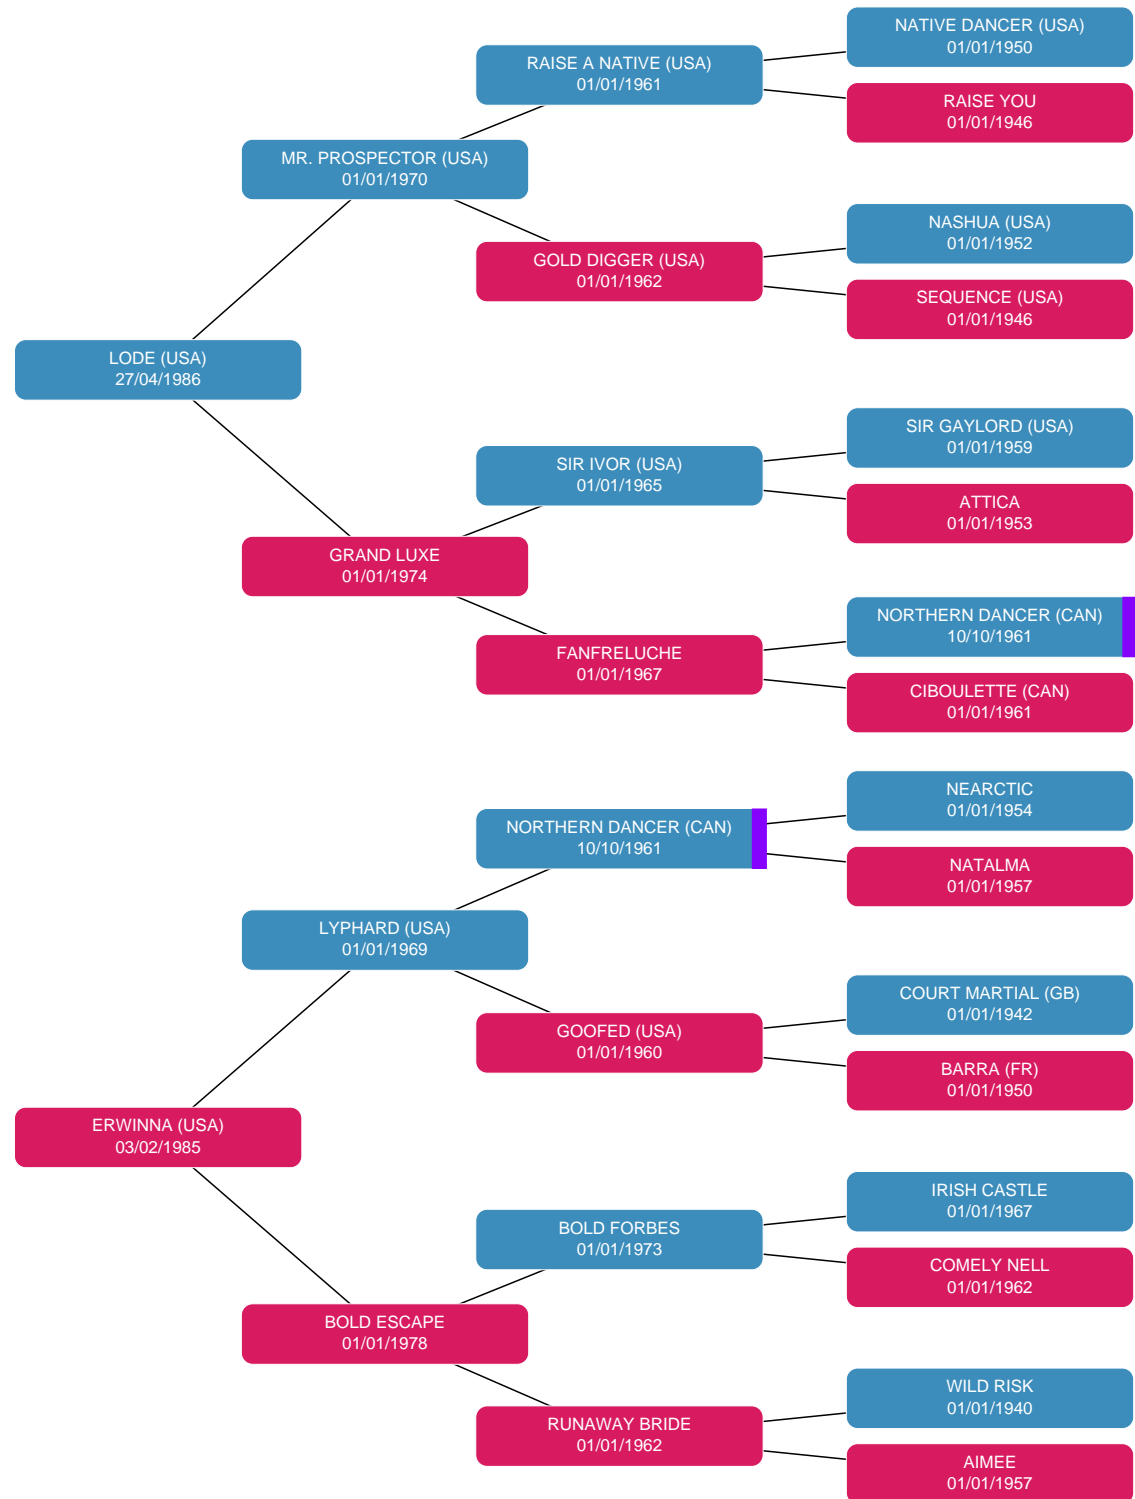 NATIVE DANCER (USA)
01/01/1950
RAISE A NATIVE (USA)
01/01/1961
RAISE YOU
01/01/1946
MR. PROSPECTOR (USA)
01/01/1970
NASHUA (USA)
01/01/1952
GOLD DIGGER (USA)
01/01/1962
SEQUENCE (USA)
01/01/1946
LODE (USA)
27/04/1986
SIR GAYLORD (USA)
01/01/1959
SIR IVOR (USA)
01/01/1965
ATTICA
01/01/1953
GRAND LUXE
01/01/1974
NORTHERN DANCER (CAN)
10/10/1961
FANFRELUCHE
01/01/1967
CIBOULETTE (CAN)
01/01/1961
NEARCTIC
01/01/1954
NORTHERN DANCER (CAN)
10/10/1961
NATALMA
01/01/1957
LYPHARD (USA)
01/01/1969
COURT MARTIAL (GB)
01/01/1942
GOOFED (USA)
01/01/1960
BARRA (FR)
01/01/1950
ERWINNA (USA)
03/02/1985
IRISH CASTLE
01/01/1967
BOLD FORBES
01/01/1973
COMELY NELL
01/01/1962
BOLD ESCAPE
01/01/1978
WILD RISK
01/01/1940
RUNAWAY BRIDE
01/01/1962
AIMEE
01/01/1957